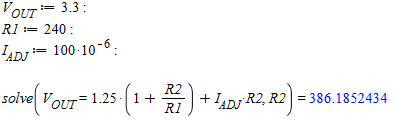 V_OUT := 3.3 :
R1 := 240 :
I_ADJ := 100·10^-6 :
solve(V_OUT = 1.25·(1 + R2/R1) + I_ADJ·R2, R2) = 386.1852434